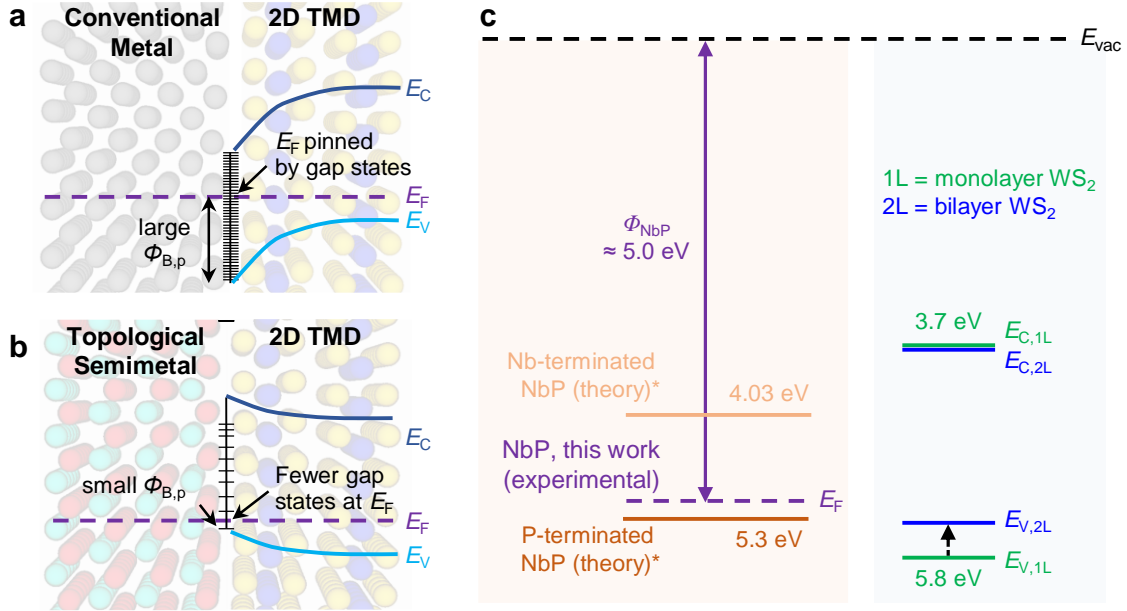 a
Conventional
Metal
2D TMD
E_C
E_F pinned
by gap states
E_F
large
Φ_B,p
E_V
b
Topological
Semimetal
2D TMD
E_C
small Φ_B,p
Fewer gap
states at E_F
E_F
E_V
c
E_vac
Φ_NbP
≈ 5.0 eV
Nb-terminated
NbP (theory)*
4.03 eV
NbP, this work
(experimental)
E_F
P-terminated
NbP (theory)*
5.3 eV
1L = monolayer WS₂
2L = bilayer WS₂
3.7 eV
E_C,1L
E_C,2L
E_V,2L
E_V,1L
5.8 eV